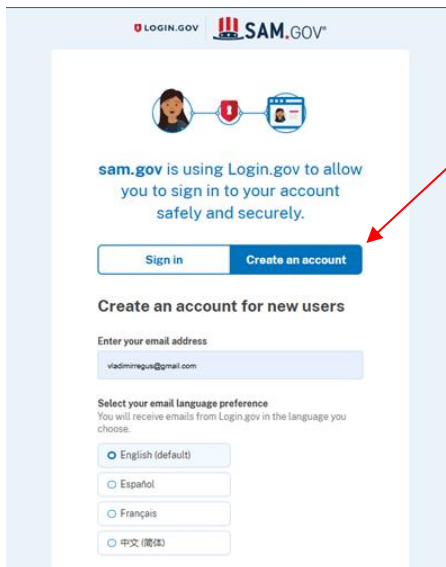 LOGIN.GOV
SAM.GOV®
sam.gov is using Login.gov to allow
you to sign in to your account
safely and securely.
Sign in
Create an account
Create an account for new users
Enter your email address
vladimirregus@gmail.com
Select your email language preference
You will receive emails from Login.gov in the language you
choose.
English (default)
Español
Français
中文 (简体)